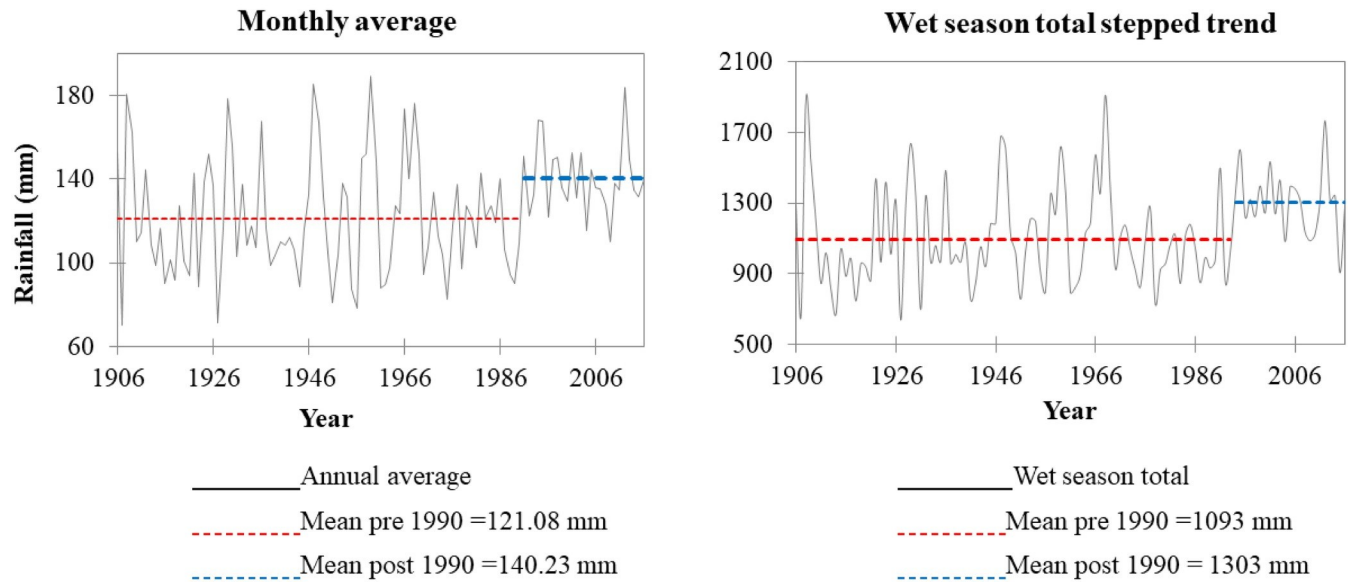 Monthly average
Rainfall (mm)
180
140
100
60
1906 1926 1946 1966 1986 2006
Year
Annual average
Mean pre 1990 =121.08 mm
Mean post 1990 =140.23 mm
Wet season total stepped trend
2100
1700
1300
900
500
1906 1926 1946 1966 1986 2006
Year
Wet season total
Mean pre 1990 =1093 mm
Mean post 1990 = 1303 mm